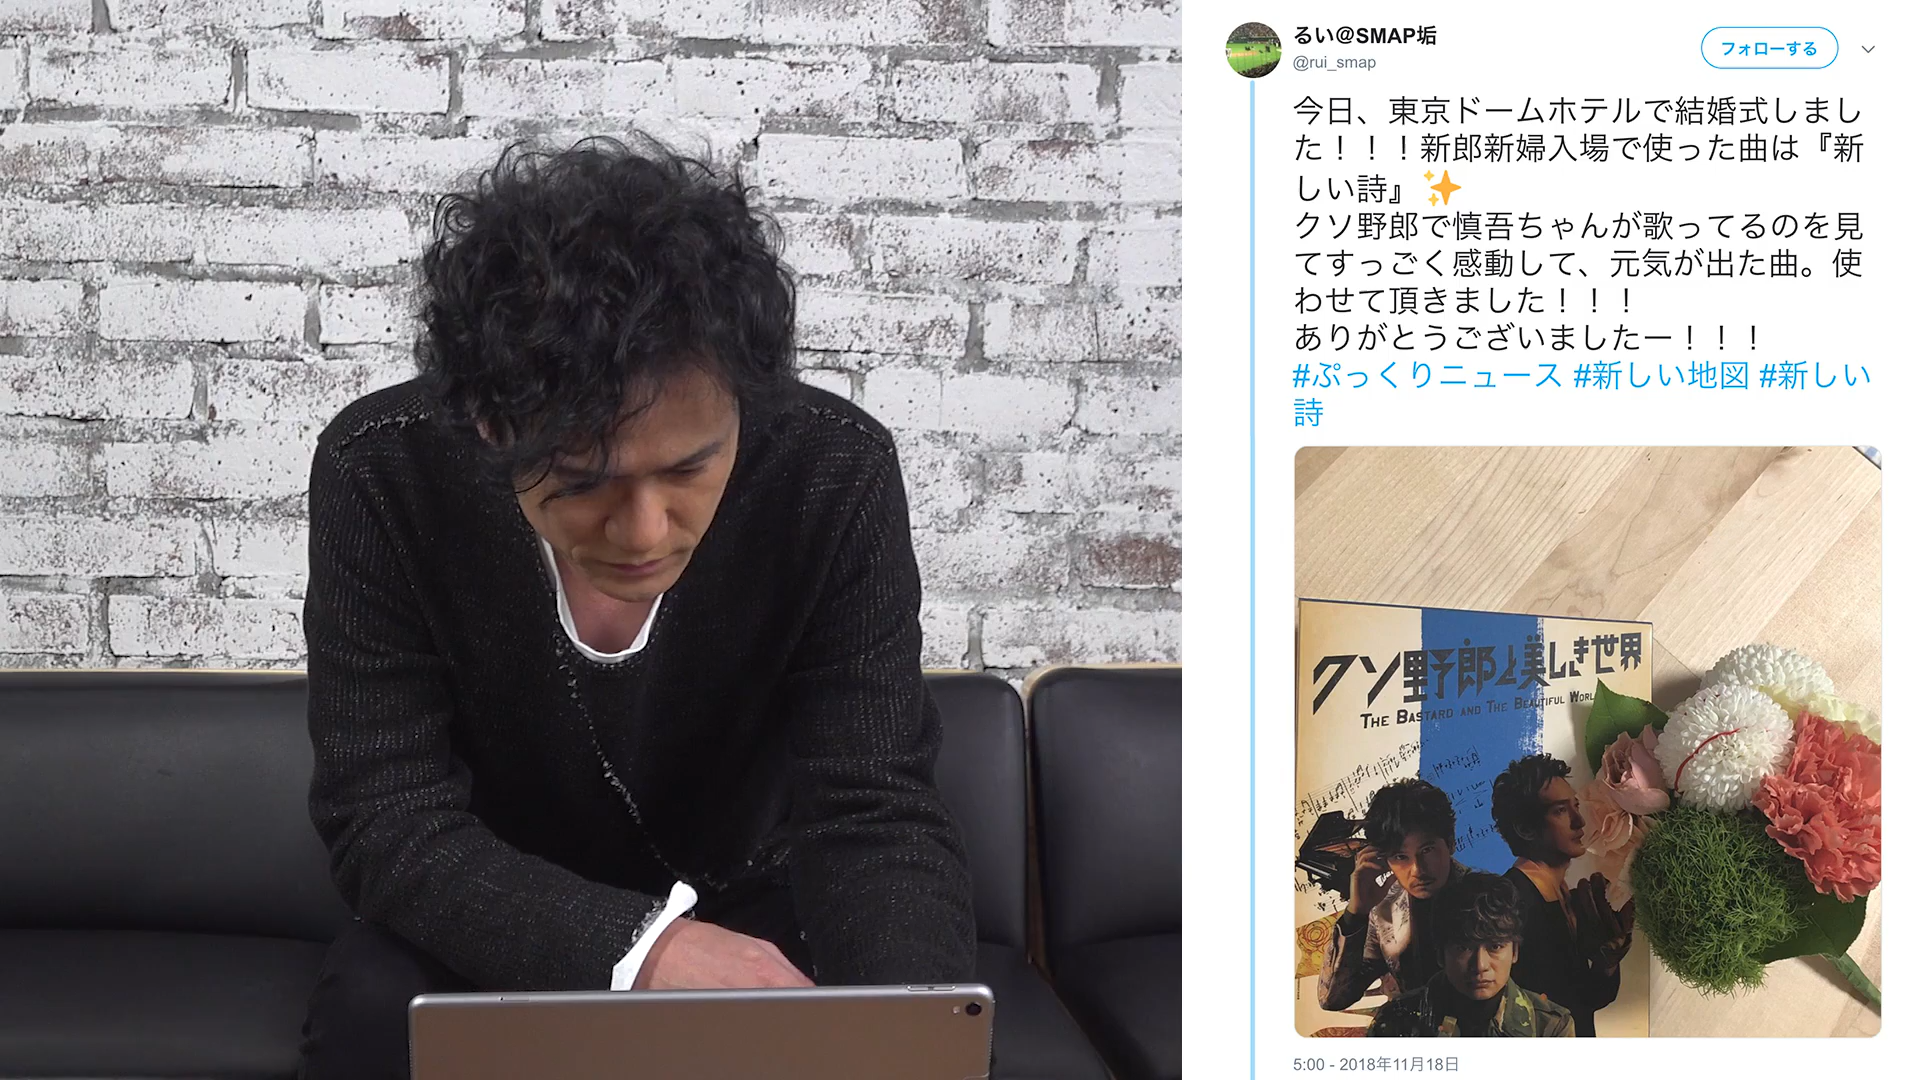 るい@SMAP垢
@rui_smap
フォローする
今日、東京ドームホテルで結婚式しまし
た！！！新郎新婦入場で使った曲は『新
しい詩』✨
クソ野郎で慎吾ちゃんが歌ってるのを見
てすっごく感動して、元気が出た曲。使
わせて頂きました！！！
ありがとうございましたー！！！
#ぷっくりニュース #新しい地図 #新しい
詩
クソ野郎と美しき世界
THE BASTARD AND THE BEAUTIFUL WORL
5:00 - 2018年11月18日